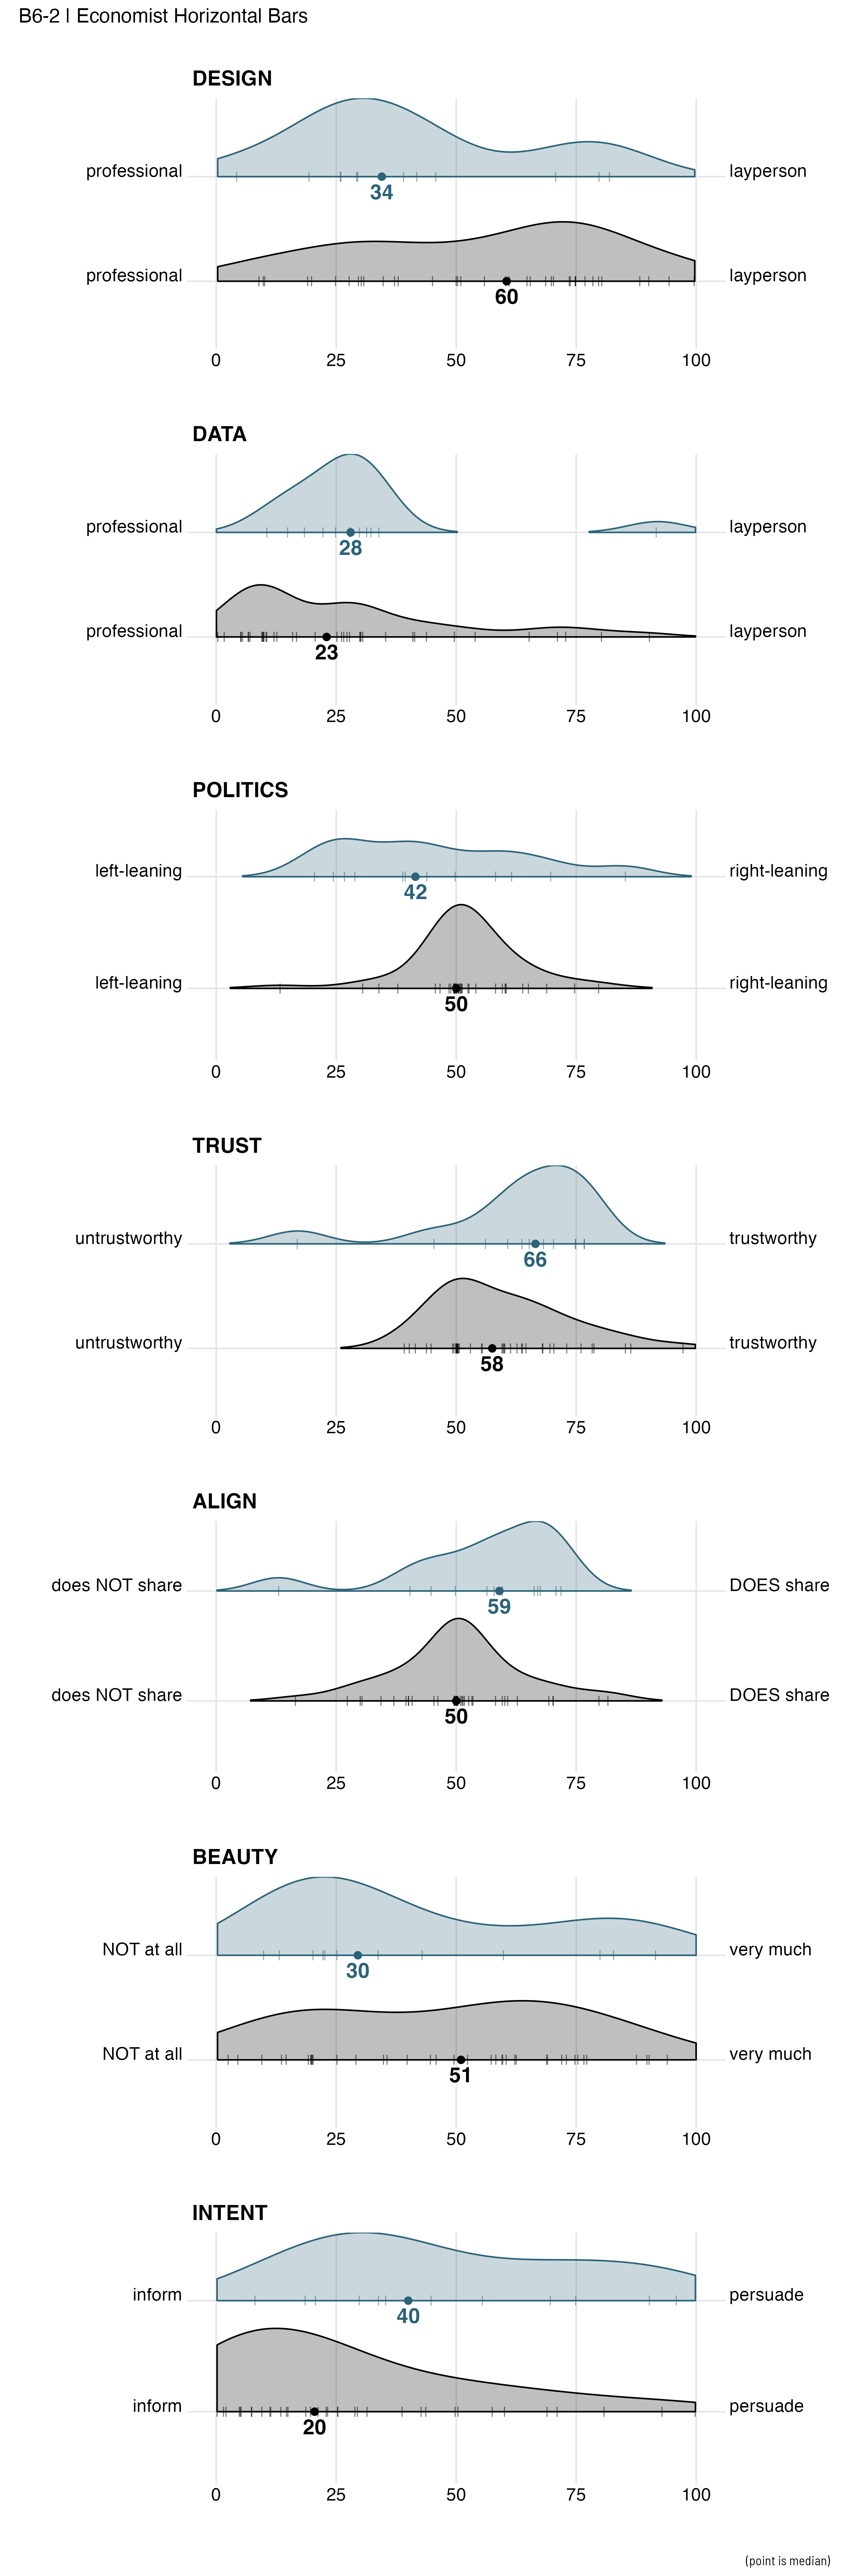 B6-2 | Economist Horizontal Bars
DESIGN
professional layperson
34
professional layperson
60
0 25 50 75 100
DATA
professional layperson
28
professional layperson
23
0 25 50 75 100
POLITICS
left-leaning right-leaning
42
left-leaning right-leaning
50
0 25 50 75 100
TRUST
untrustworthy trustworthy
66
untrustworthy trustworthy
58
0 25 50 75 100
ALIGN
does NOT share DOES share
59
does NOT share DOES share
50
0 25 50 75 100
BEAUTY
NOT at all very much
30
NOT at all very much
51
0 25 50 75 100
INTENT
inform persuade
40
inform persuade
20
0 25 50 75 100
(point is median)